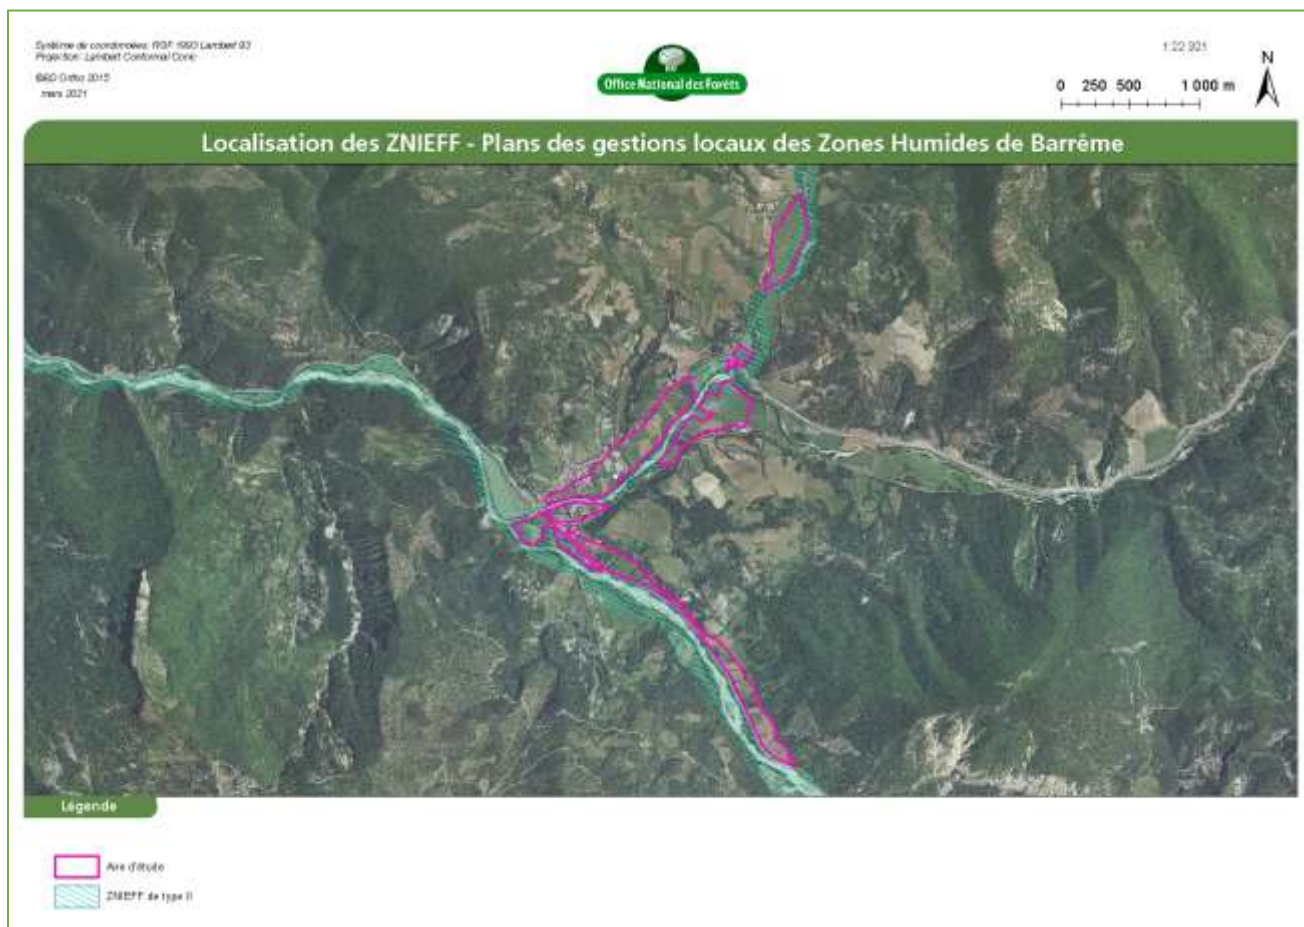 Système de coordonnées: RGF 1993 Lambert 93
Projection: Lambert Conformal Conic
©BD Ortho 2015
mars 2021
Office National des Forêts
1:22 921
N
0 250 500 1 000 m
Localisation des ZNIEFF - Plans des gestions locaux des Zones Humides de Barrême
Légende
Aire d'étude
ZNIEFF de type II